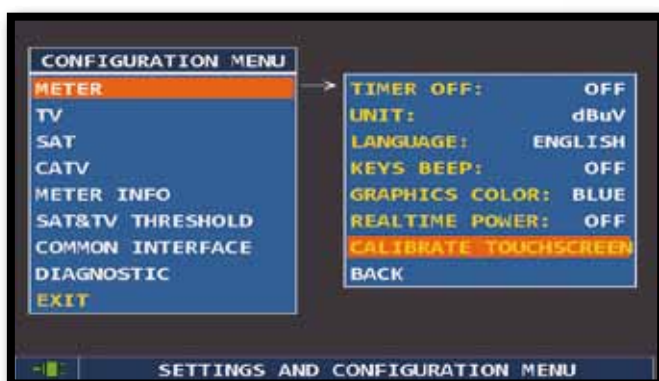 CONFIGURATION MENU
METER
TV
SAT
CATV
METER INFO
SAT&TV THRESHOLD
COMMON INTERFACE
DIAGNOSTIC
EXIT
TIMER OFF: OFF
UNIT: dBuV
LANGUAGE: ENGLISH
KEYS BEEP: OFF
GRAPHICS COLOR: BLUE
REALTIME POWER: OFF
CALIBRATE TOUCHSCREEN
BACK
SETTINGS AND CONFIGURATION MENU